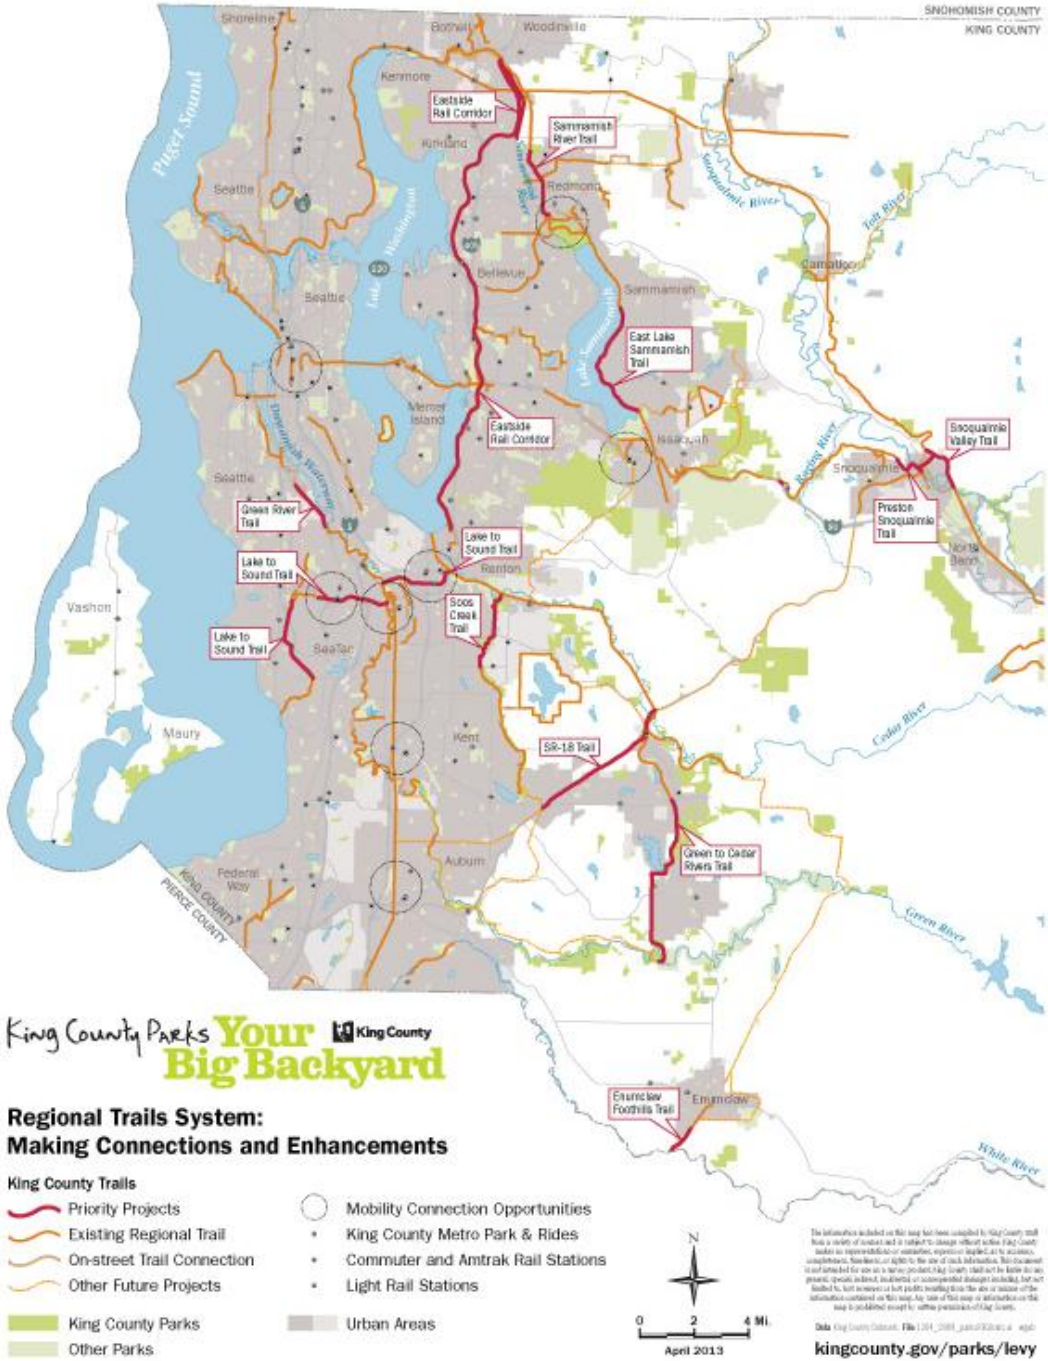 SNOHOMISH COUNTY
KING COUNTY
Shoreline
Bothell
Woodinville
Kenmore
Puget Sound
Eastside
Rail Corridor
Sammamish
River Trail
Kirkland
Sammamish
River
Snoqualmie River
Tolt River
Seattle
5
Redmond
Lake Washington
520
405
Bellevue
Carnation
Seattle
Sammamish
Lake Sammamish
East Lake
Sammamish
Trail
Mercer
Island
Duwamish Waterway
Eastside
Rail Corridor
Issaquah
Raging River
Snoqualmie
Valley Trail
Snoqualmie
Seattle
Green River
Trail
5
90
Preston
Snoqualmie
Trail
Lake to
Sound Trail
North
Bend
Lake to
Sound Trail
Renton
Vashon
Soos
Creek
Trail
Lake to
Sound Trail
SeaTac
Maury
Kent
SR-18 Trail
Cedar River
Auburn
Green to Cedar
Rivers Trail
Federal
Way
KING COUNTY
PIERCE COUNTY
Green River
King County Parks Your
Big Backyard
King County
Enumclaw
Foothills Trail
Enumclaw
White River
Regional Trails System:
Making Connections and Enhancements
King County Trails
Priority Projects
Existing Regional Trail
On-street Trail Connection
Other Future Projects
King County Parks
Other Parks
Mobility Connection Opportunities
King County Metro Park & Rides
Commuter and Amtrak Rail Stations
Light Rail Stations
Urban Areas
N
0 2 4 Mi.
April 2013
kingcounty.gov/parks/levy